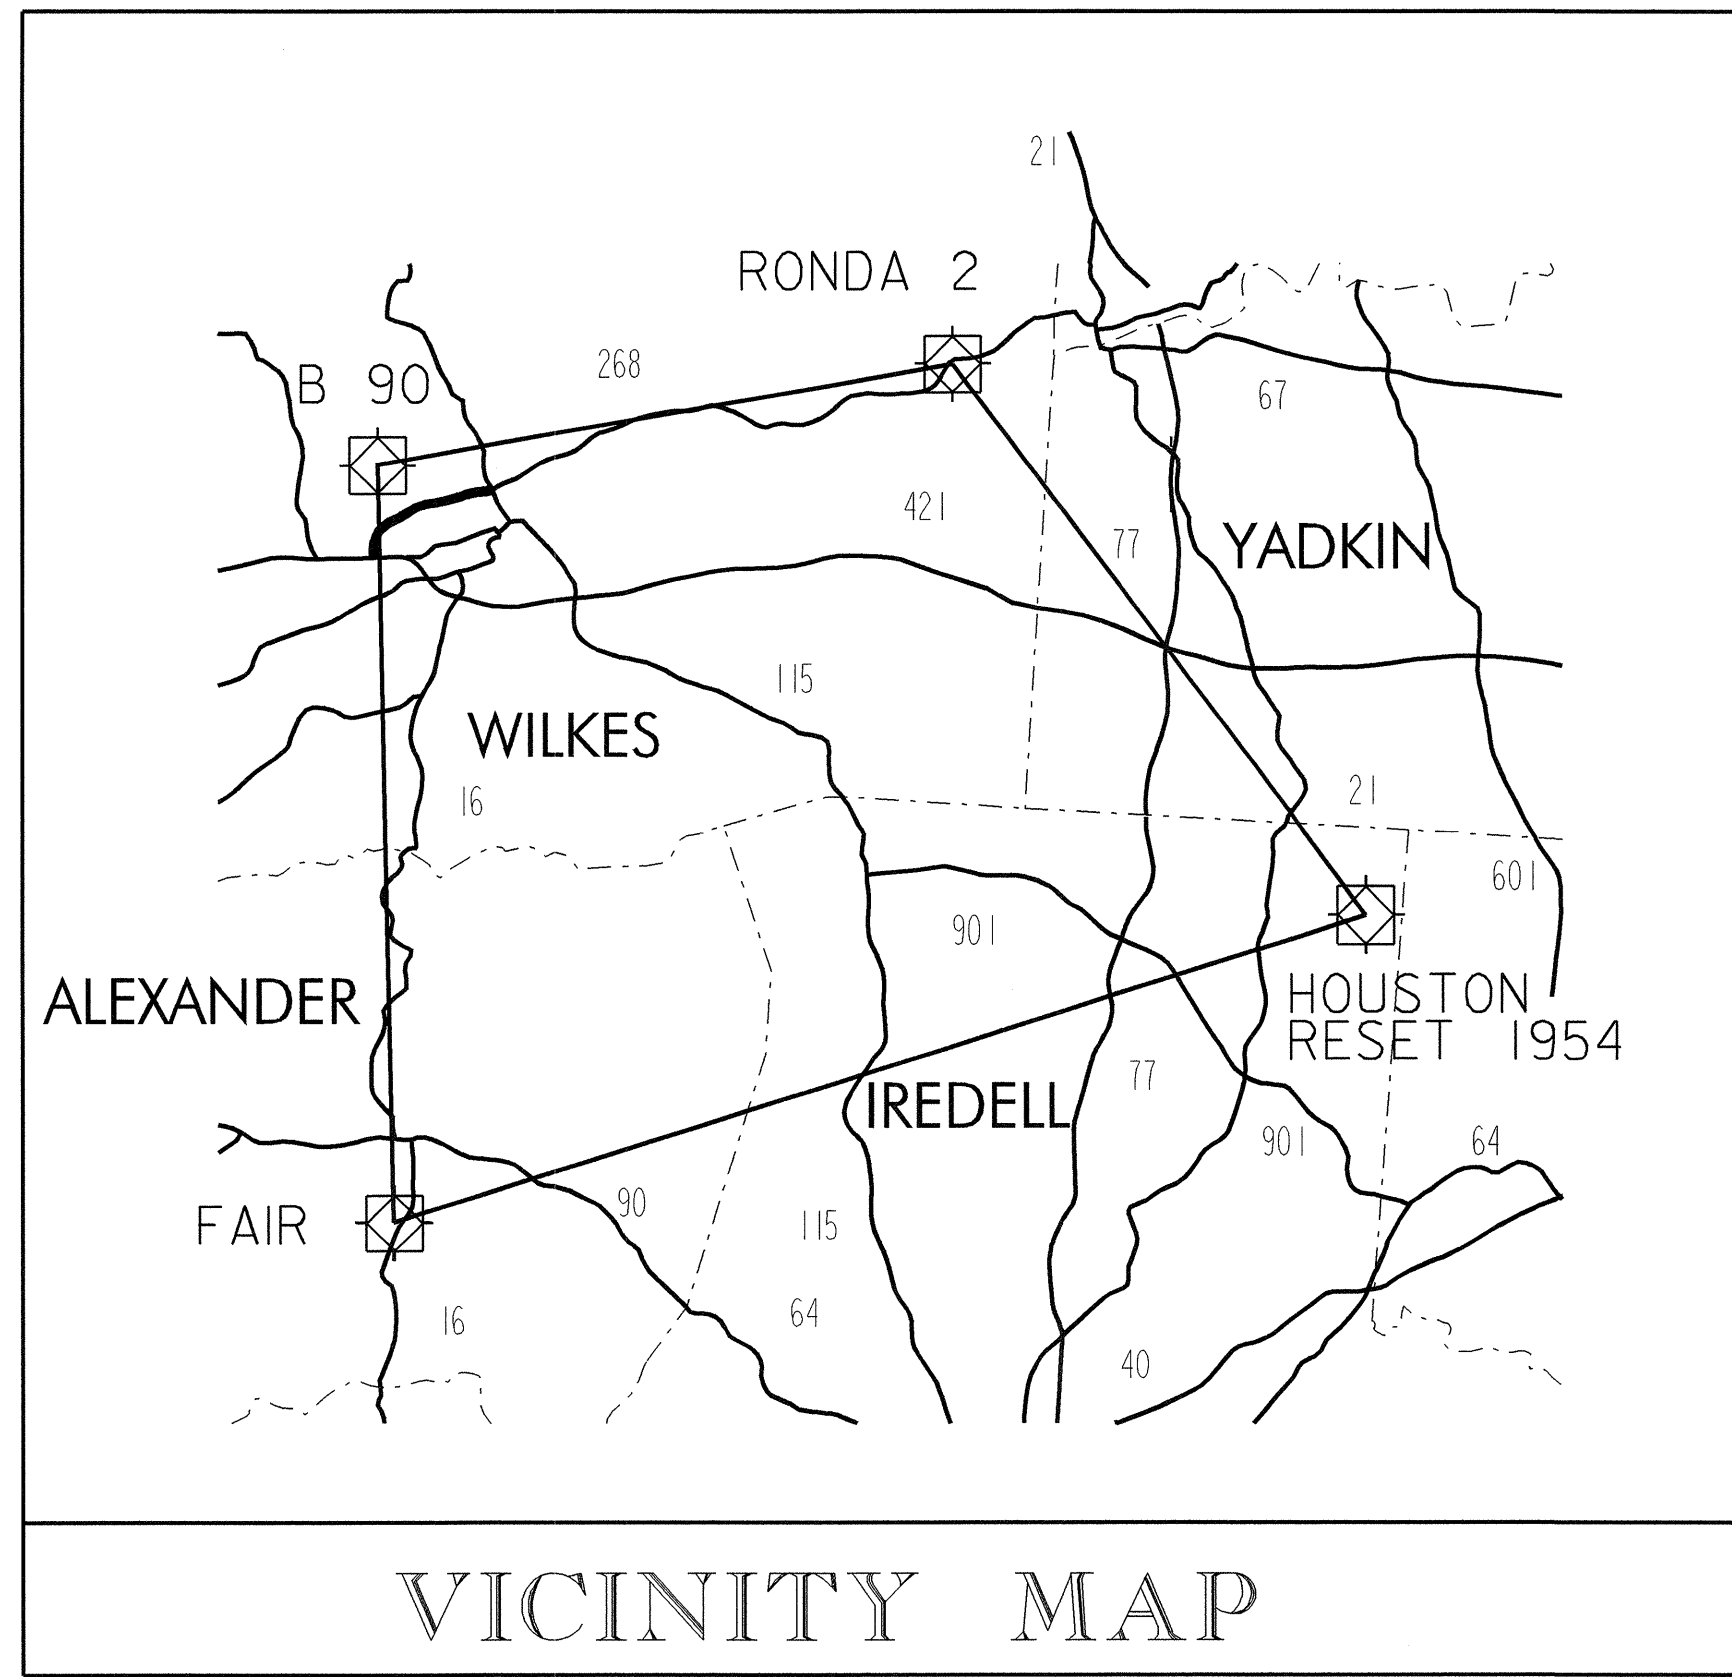 21
RONDA 2
268
B 90
67
421
77
YADKIN
115
WILKES
16
21
601
901
ALEXANDER
HOUSTON
RESET 1954
77
IREDELL
901
64
90
115
FAIR
16
64
40
VICINITY MAP